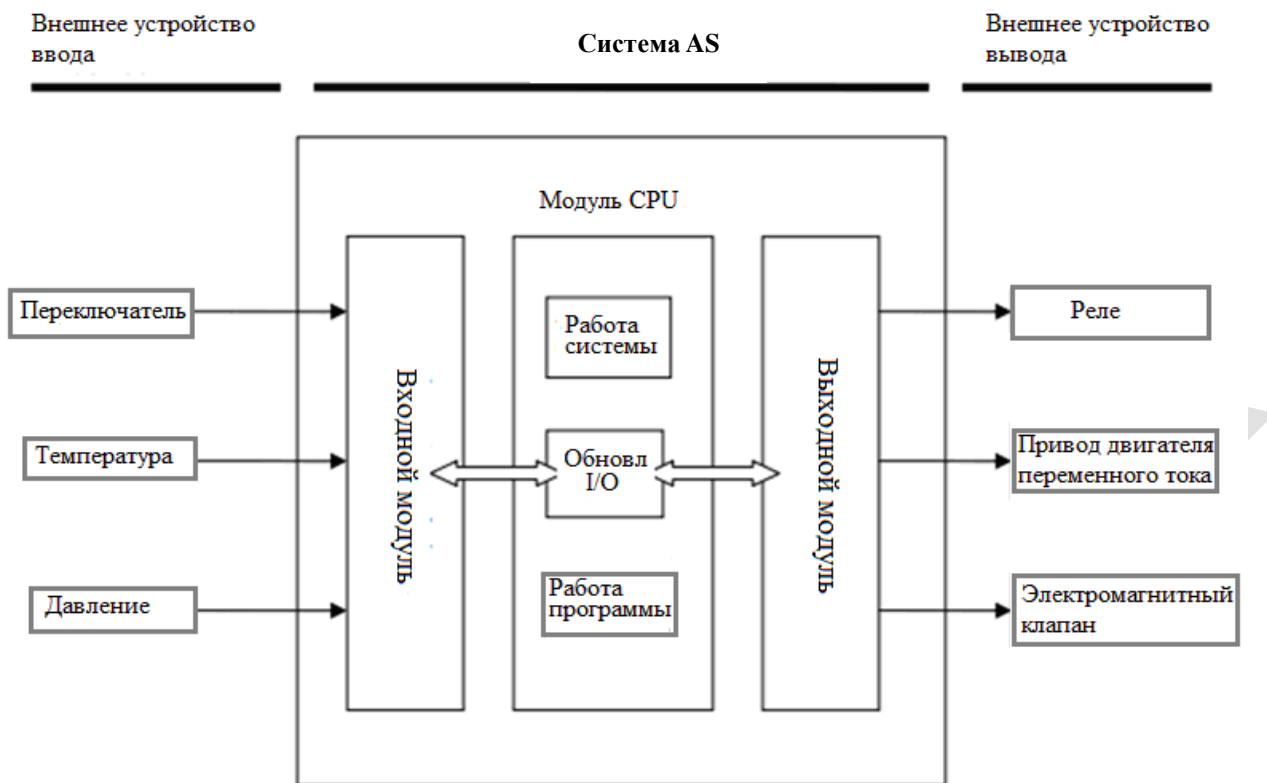 Внешнее устройство
ввода
Система AS
Внешнее устройство
вывода
Модуль CPU
Переключатель
Температура
Давление
Входной модуль
Работа
системы
Обновл
I/O
Работа
программы
Выходной модуль
Реле
Привод двигателя
переменного тока
Электромагнитный
клапан